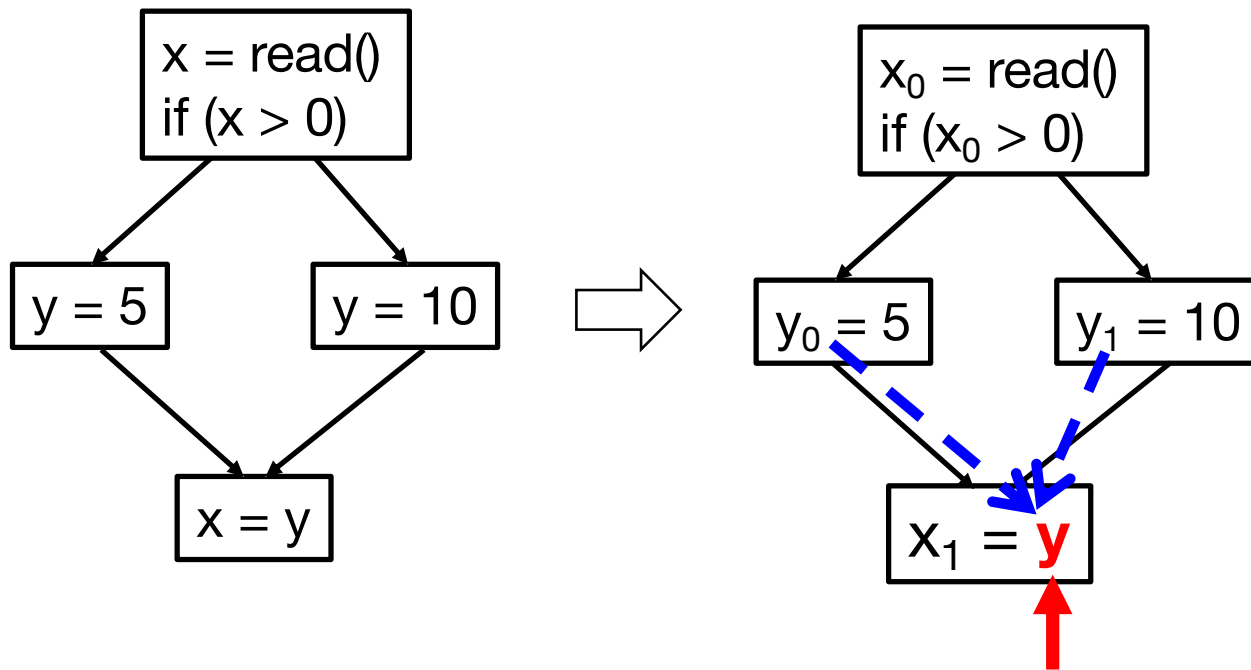 x = read()
if (x > 0)
y = 5
y = 10
x = y
x₀ = read()
if (x₀ > 0)
y₀ = 5
y₁ = 10
x₁ = y